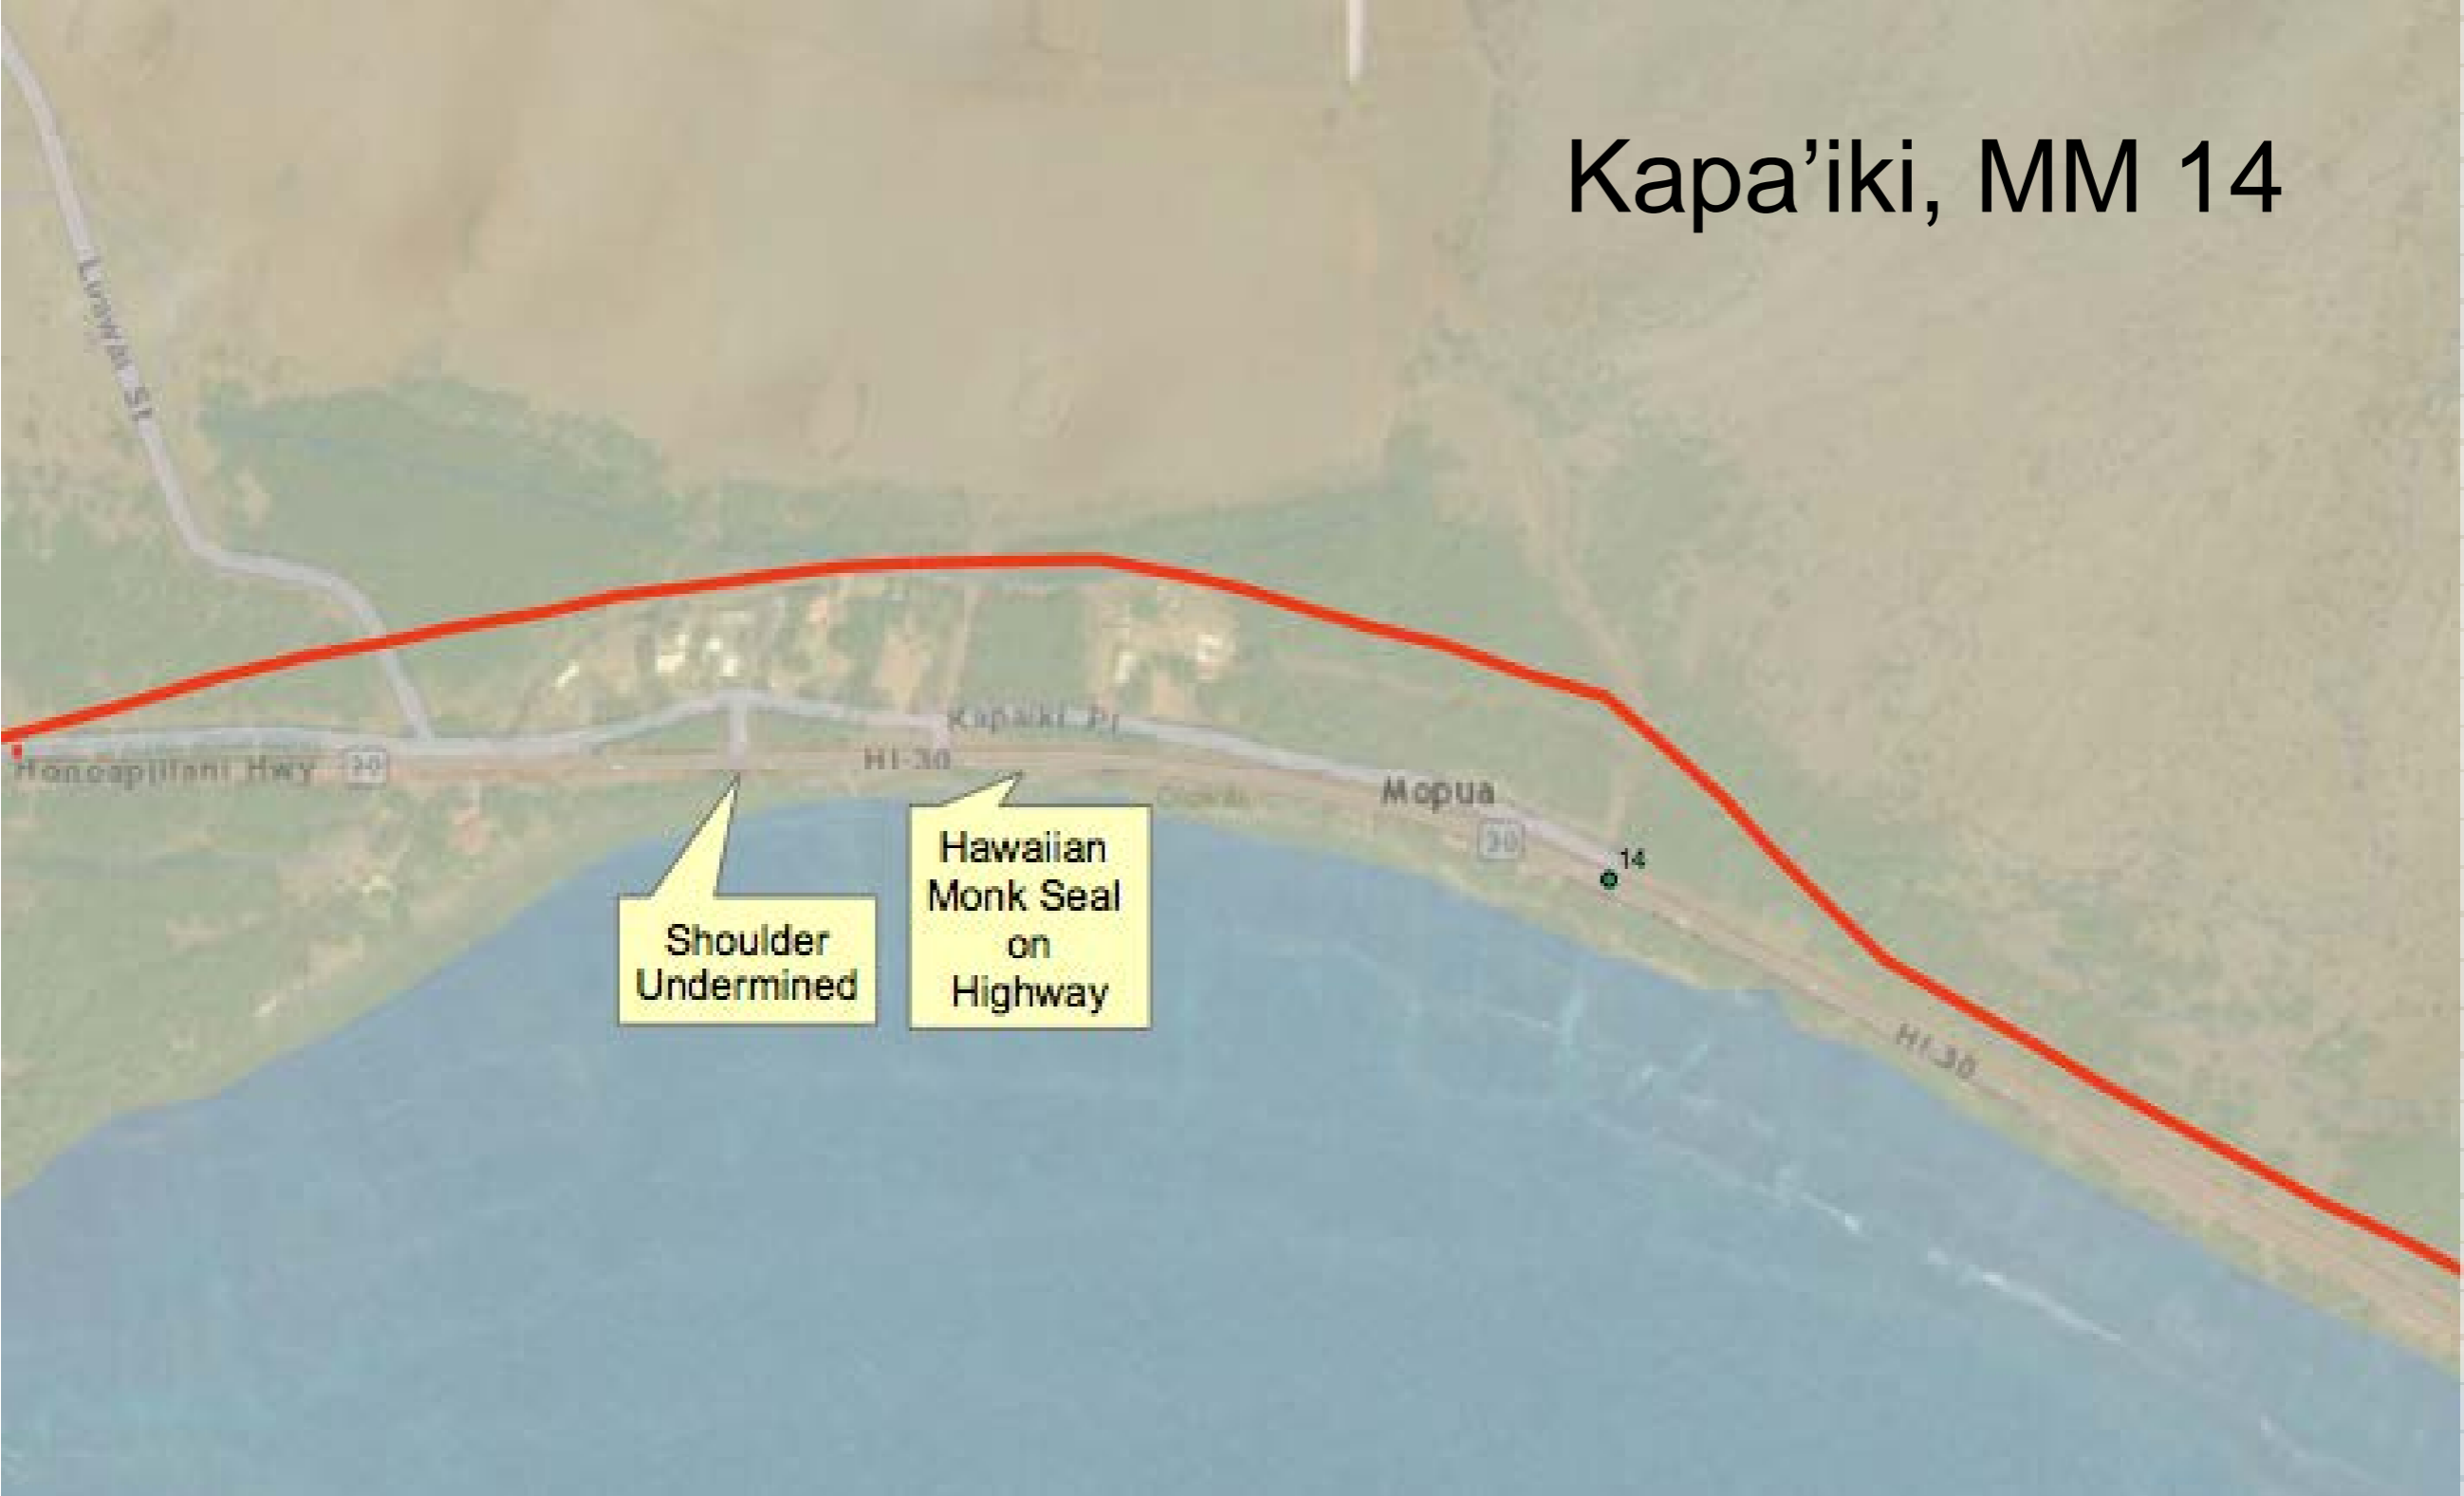 Kapa’iki, MM 14
Kapaiki Pl
Honoapiilani Hwy
30
HI-30
Mopua
30
14
Shoulder
Undermined
Hawaiian
Monk Seal
on
Highway
HI-30